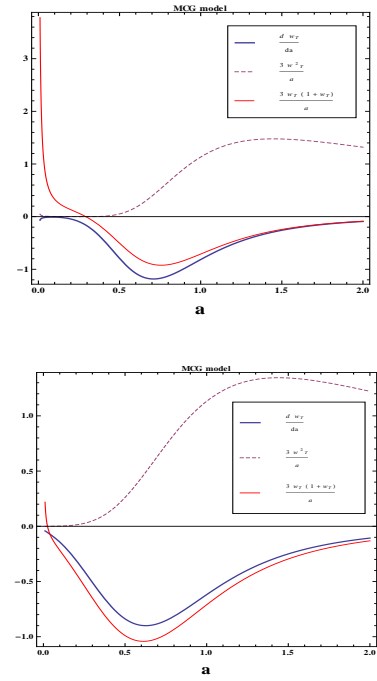 MCG model
d w_T
da
3 w^2_T
a
3 w_T ( 1 + w_T )
a
3
2
1
0
−1
0.0 0.5 1.0 1.5 2.0
a
MCG model
d w_T
da
3 w^2_T
a
3 w_T ( 1 + w_T )
a
1.0
0.5
0.0
−0.5
−1.0
0.0 0.5 1.0 1.5 2.0
a